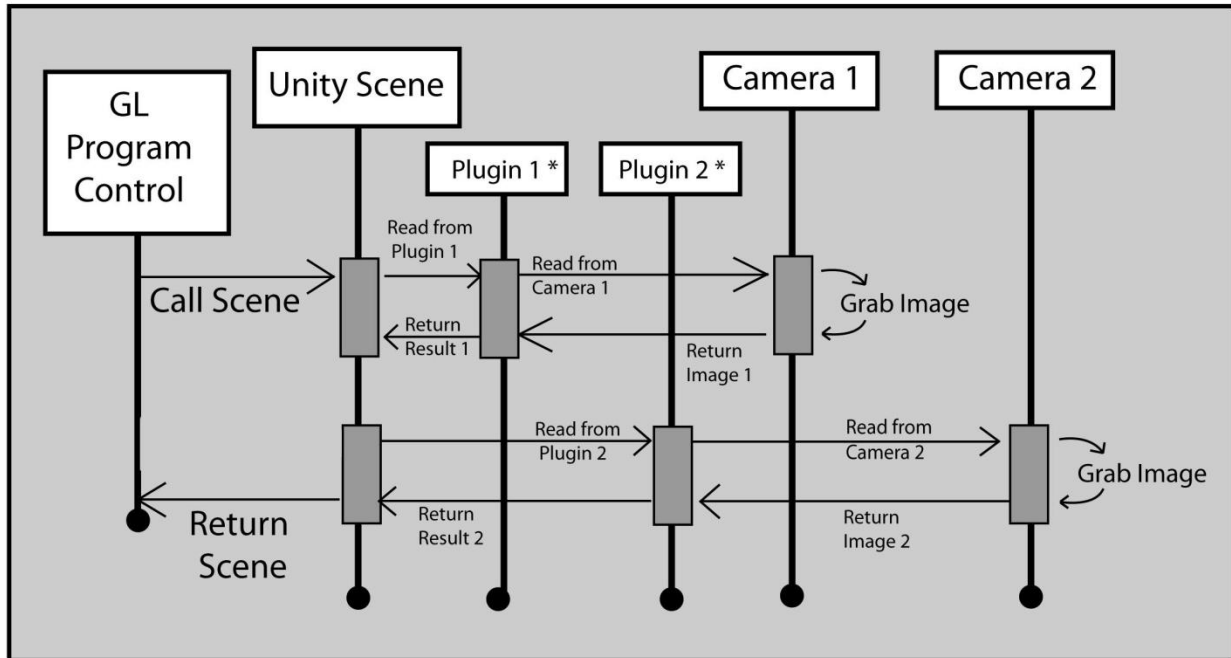 GL
Program
Control
Unity Scene
Plugin 1 *
Plugin 2 *
Camera 1
Camera 2
Call Scene
Read from
Plugin 1
Read from
Camera 1
Grab Image
Return
Result 1
Return
Image 1
Read from
Plugin 2
Read from
Camera 2
Grab Image
Return
Scene
Return
Result 2
Return
Image 2